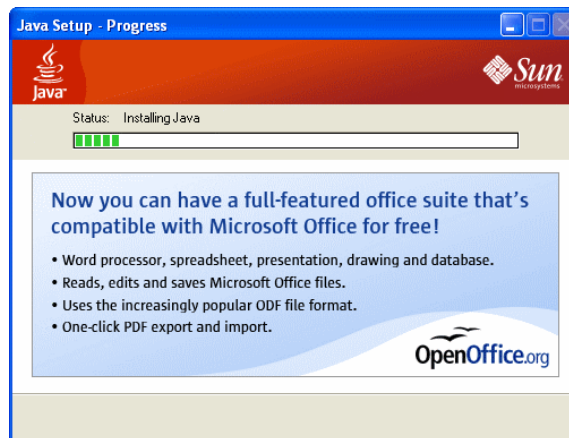 Java Setup - Progress
Java
Sun
microsystems
Status: Installing Java
Now you can have a full-featured office suite that's
compatible with Microsoft Office for free!
• Word processor, spreadsheet, presentation, drawing and database.
• Reads, edits and saves Microsoft Office files.
• Uses the increasingly popular ODF file format.
• One-click PDF export and import.
OpenOffice.org